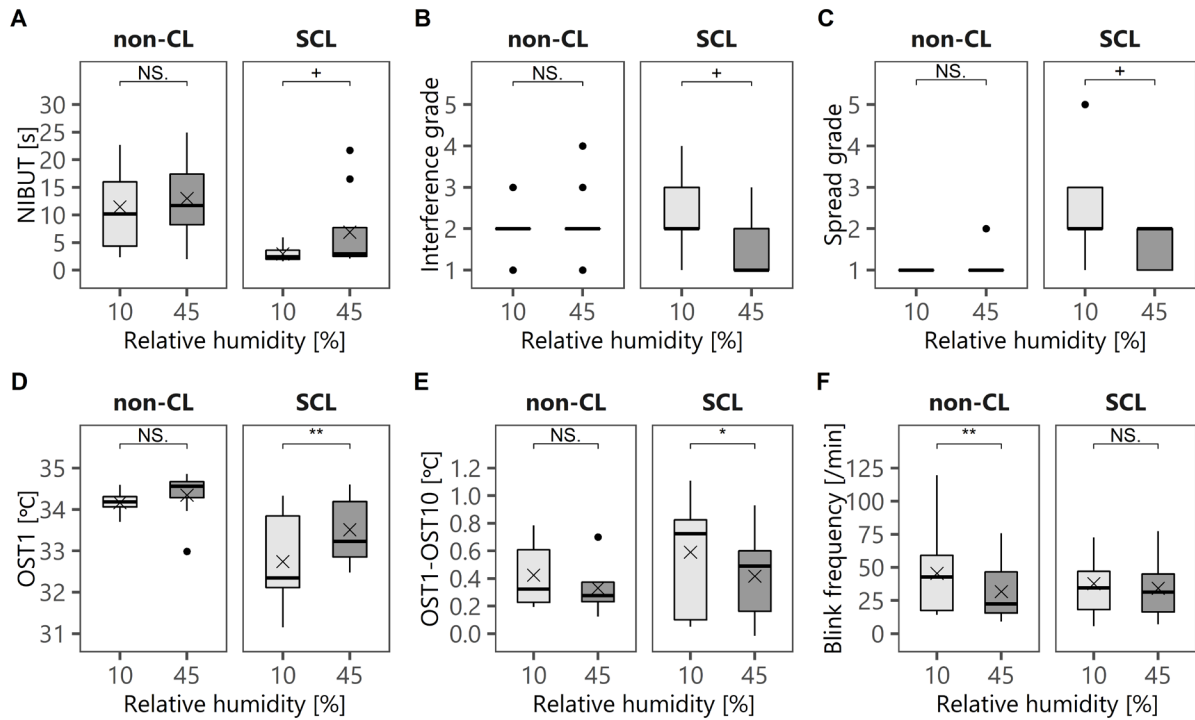 A
non-CL SCL
NS. +
NIBUT [s]
30
25
20
15
10
5
0
10 45 10 45
Relative humidity [%]
B
non-CL SCL
NS. +
Interference grade
5
4
3
2
1
10 45 10 45
Relative humidity [%]
C
non-CL SCL
NS. +
Spread grade
5
4
3
2
1
10 45 10 45
Relative humidity [%]
D
non-CL SCL
NS. **
OST1 [℃]
35
34
33
32
31
10 45 10 45
Relative humidity [%]
E
non-CL SCL
NS. *
OST1-OST10 [℃]
1.2
1.0
0.8
0.6
0.4
0.2
0.0
10 45 10 45
Relative humidity [%]
F
non-CL SCL
** NS.
Blink frequency [/min]
125
100
75
50
25
0
10 45 10 45
Relative humidity [%]